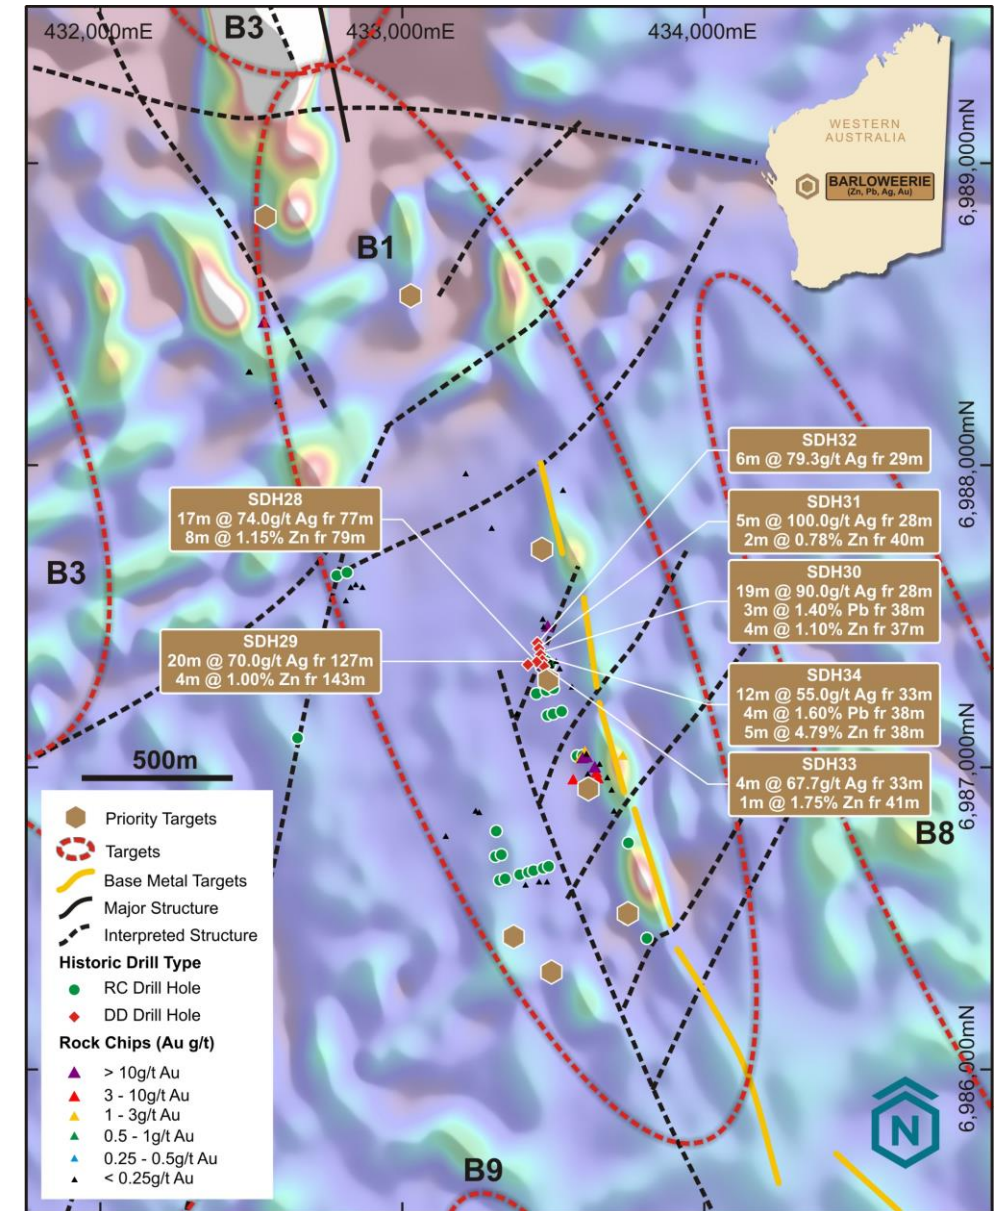 432,000mE
B3
433,000mE
434,000mE
WESTERN
AUSTRALIA
BARLOWEERIE
(Zn, Pb, Ag, Au)
6,989,000mN
B1
SDH32
6m @ 79.3g/t Ag fr 29m
6,988,000mN
SDH28
17m @ 74.0g/t Ag fr 77m
8m @ 1.15% Zn fr 79m
SDH31
5m @ 100.0g/t Ag fr 28m
2m @ 0.78% Zn fr 40m
B3
SDH30
19m @ 90.0g/t Ag fr 28m
3m @ 1.40% Pb fr 38m
4m @ 1.10% Zn fr 37m
SDH29
20m @ 70.0g/t Ag fr 127m
4m @ 1.00% Zn fr 143m
SDH34
12m @ 55.0g/t Ag fr 33m
4m @ 1.60% Pb fr 38m
5m @ 4.79% Zn fr 38m
500m
SDH33
4m @ 67.7g/t Ag fr 33m
1m @ 1.75% Zn fr 41m
6,987,000mN
B8
Priority Targets
Targets
Base Metal Targets
Major Structure
Interpreted Structure
Historic Drill Type
RC Drill Hole
DD Drill Hole
Rock Chips (Au g/t)
> 10g/t Au
3 - 10g/t Au
1 - 3g/t Au
0.5 - 1g/t Au
0.25 - 0.5g/t Au
< 0.25g/t Au
6,986,000mN
N
B9